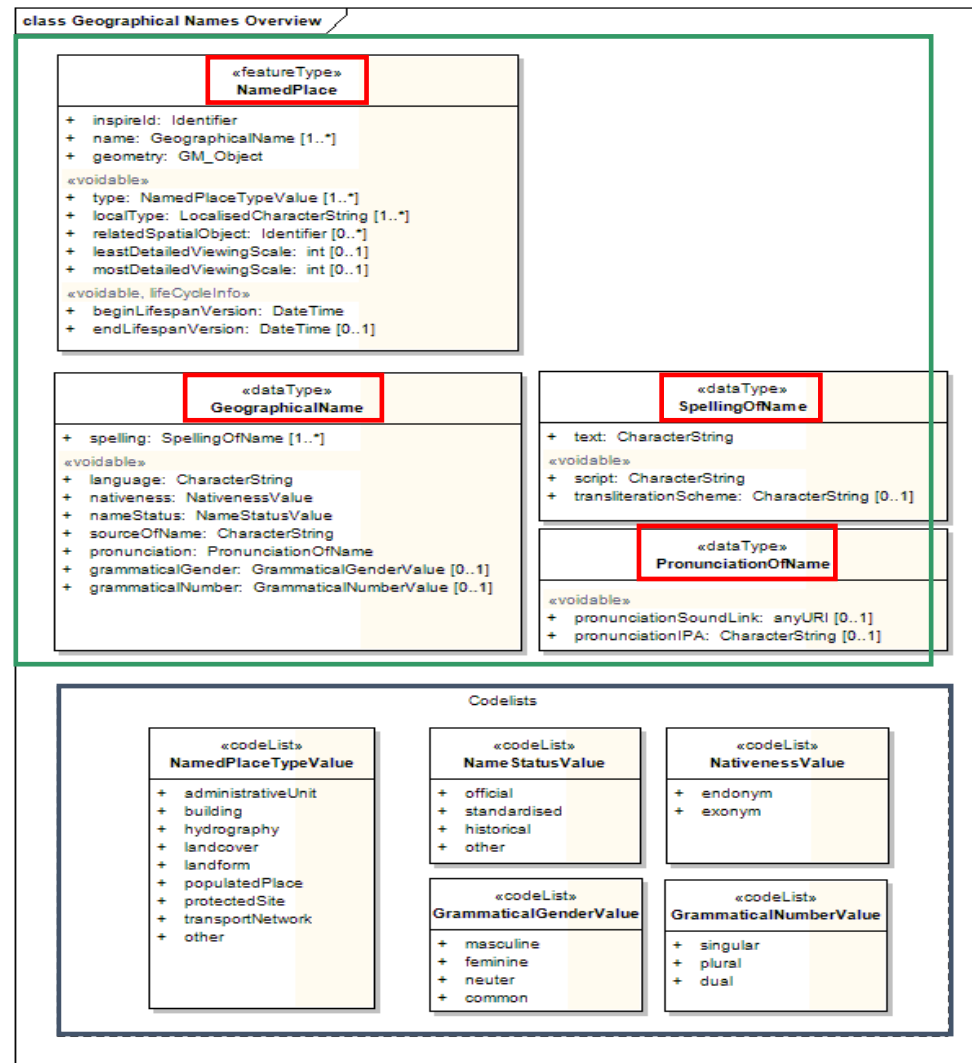 class Geographical Names Overview
«featureType»
NamedPlace
+ inspireId: Identifier
+ name: GeographicalName [1..*]
+ geometry: GM_Object
«voidable»
+ type: NamedPlaceTypeValue [1..*]
+ localType: LocalisedCharacterString [1..*]
+ relatedSpatialObject: Identifier [0..*]
+ leastDetailedViewingScale: int [0..1]
+ mostDetailedViewingScale: int [0..1]
«voidable, lifeCycleInfo»
+ beginLifespanVersion: DateTime
+ endLifespanVersion: DateTime [0..1]
«dataType»
GeographicalName
+ spelling: SpellingOfName [1..*]
«voidable»
+ language: CharacterString
+ nativeness: NativenessValue
+ nameStatus: NameStatusValue
+ sourceOfName: CharacterString
+ pronunciation: PronunciationOfName
+ grammaticalGender: GrammaticalGenderValue [0..1]
+ grammaticalNumber: GrammaticalNumberValue [0..1]
«dataType»
SpellingOfName
+ text: CharacterString
«voidable»
+ script: CharacterString
+ transliterationScheme: CharacterString [0..1]
«dataType»
PronunciationOfName
«voidable»
+ pronunciationSoundLink: anyURI [0..1]
+ pronunciationIPA: CharacterString [0..1]
Codelists
«codeList»
NamedPlaceTypeValue
+ administrativeUnit
+ building
+ hydrography
+ landcover
+ landform
+ populatedPlace
+ protectedSite
+ transportNetwork
+ other
«codeList»
NameStatusValue
+ official
+ standardised
+ historical
+ other
«codeList»
NativenessValue
+ endonym
+ exonym
«codeList»
GrammaticalGenderValue
+ masculine
+ feminine
+ neuter
+ common
«codeList»
GrammaticalNumberValue
+ singular
+ plural
+ dual